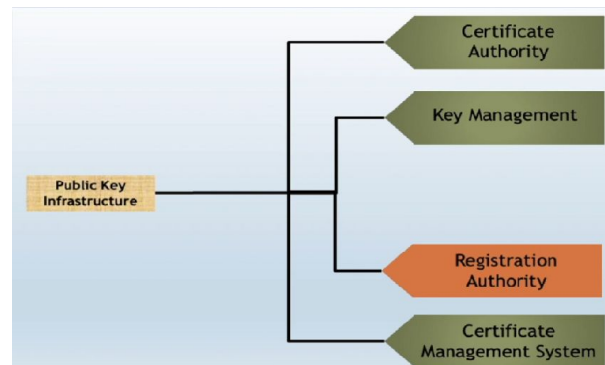 Certificate
Authority
Key Management
Public Key
Infrastructure
Registration
Authority
Certificate
Management System